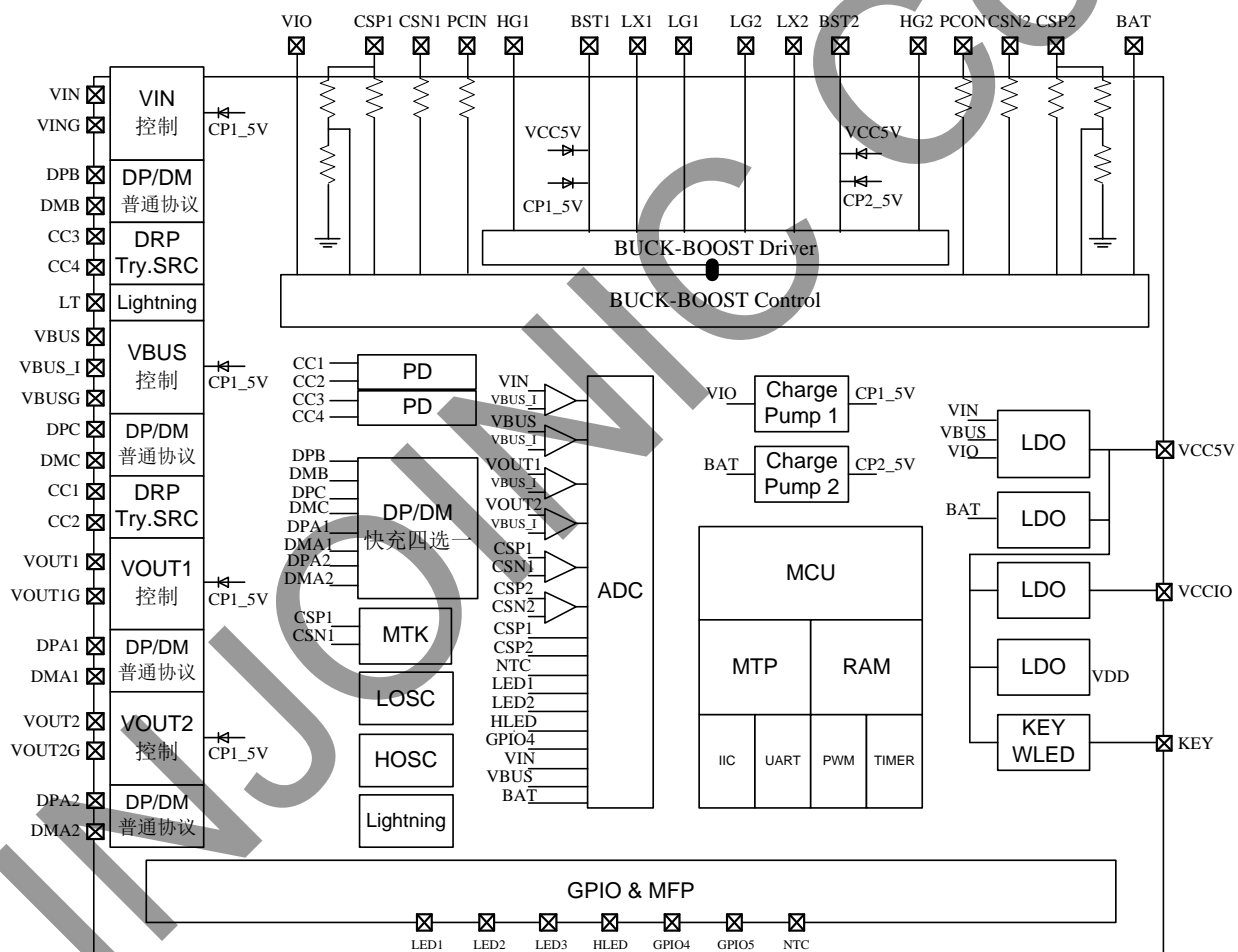 VIO CSP1 CSN1 PCIN HG1 BST1 LX1 LG1 LG2 LX2 BST2 HG2 PCON CSN2 CSP2 BAT
VIN
VING
VIN
控制
CP1_5V
DPB
DMB
DP/DM
普通协议
CC3
CC4
DRP
Try.SRC
LT
Lightning
VBUS
VBUS_I
VBUSG
VBUS
控制
CP1_5V
DPC
DMC
DP/DM
普通协议
CC1
CC2
DRP
Try.SRC
VOUT1
VOUT1G
VOUT1
控制
CP1_5V
DPA1
DMA1
DP/DM
普通协议
VOUT2
VOUT2G
VOUT2
控制
CP1_5V
DPA2
DMA2
DP/DM
普通协议
VCC5V
CP1_5V
VCC5V
CP2_5V
BUCK-BOOST Driver
BUCK-BOOST Control
CC1
CC2
PD
CC3
CC4
PD
DPB
DMB
DPC
DMC
DPA1
DMA1
DPA2
DMA2
DP/DM
快充四选一
CSP1
CSN1
MTK
LOSC
HOSC
Lightning
VIN
VBUS_I
VBUS
VBUS_I
VOUT1
VBUS_I
VOUT2
VBUS_I
CSP1
CSN1
CSP2
CSN2
CSP1
CSP2
NTC
LED1
LED2
HLED
GPIO4
VIN
VBUS
BAT
ADC
VIO
Charge
Pump 1
CP1_5V
BAT
Charge
Pump 2
CP2_5V
MCU
MTP
RAM
IIC
UART
PWM
TIMER
VIN
VBUS
VIO
LDO
VCC5V
BAT
LDO
LDO
VCCIO
LDO
VDD
KEY
WLED
KEY
GPIO & MFP
LED1 LED2 LED3 HLED GPIO4 GPIO5 NTC
INJOINIC CO